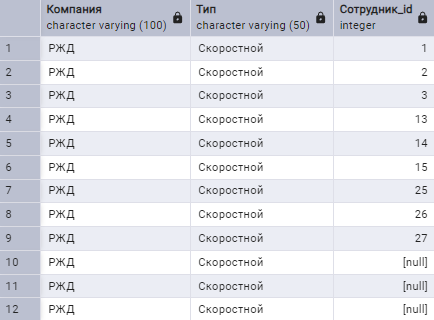 Компания Тип Сотрудник_id
character varying (100) character varying (50) integer
1 РЖД Скоростной 1
2 РЖД Скоростной 2
3 РЖД Скоростной 3
4 РЖД Скоростной 13
5 РЖД Скоростной 14
6 РЖД Скоростной 15
7 РЖД Скоростной 25
8 РЖД Скоростной 26
9 РЖД Скоростной 27
10 РЖД Скоростной [null]
11 РЖД Скоростной [null]
12 РЖД Скоростной [null]